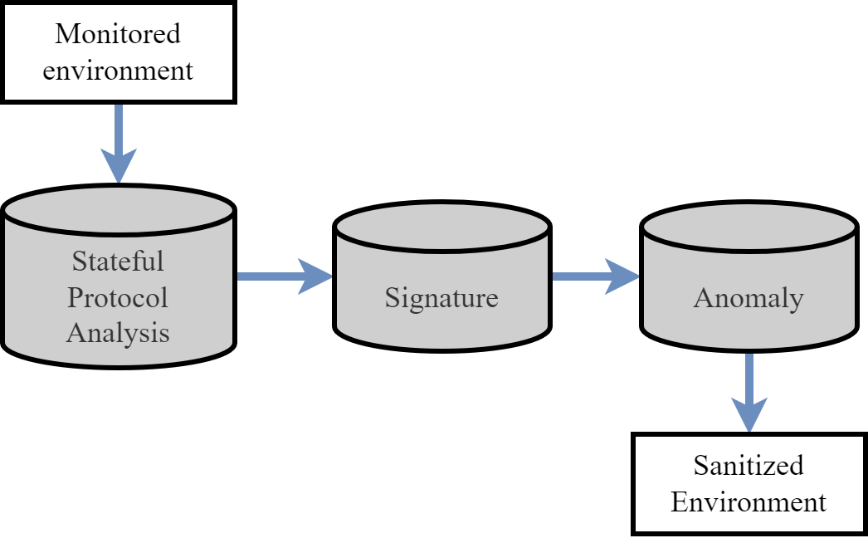 Monitored
environment
Stateful
Protocol
Analysis
Signature
Anomaly
Sanitized
Environment